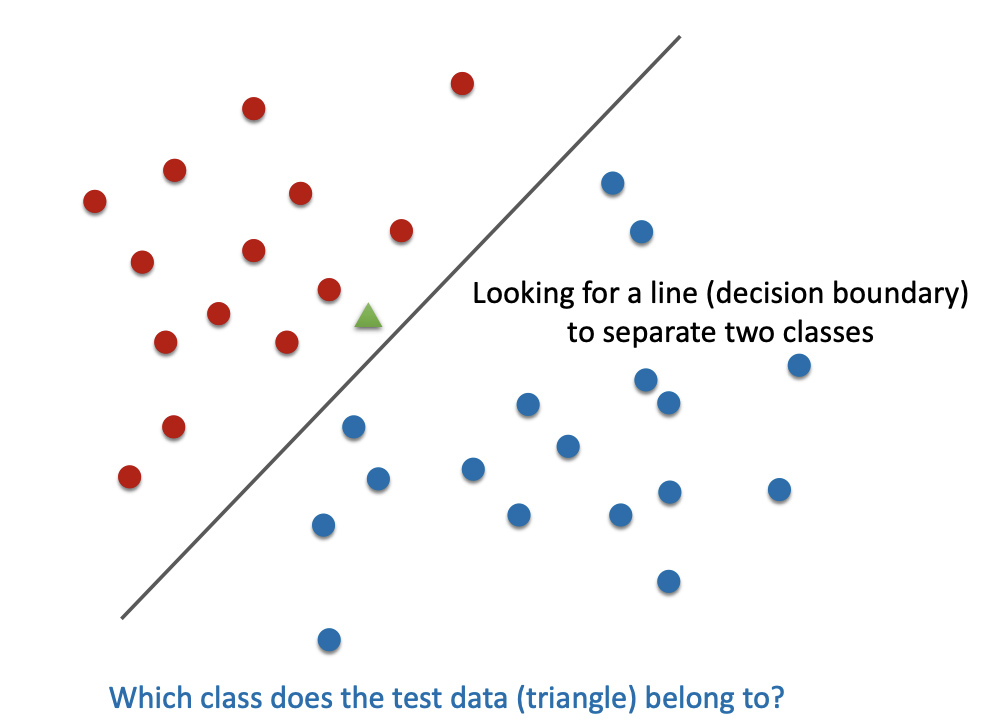 Looking for a line (decision boundary)
to separate two classes
Which class does the test data (triangle) belong to?